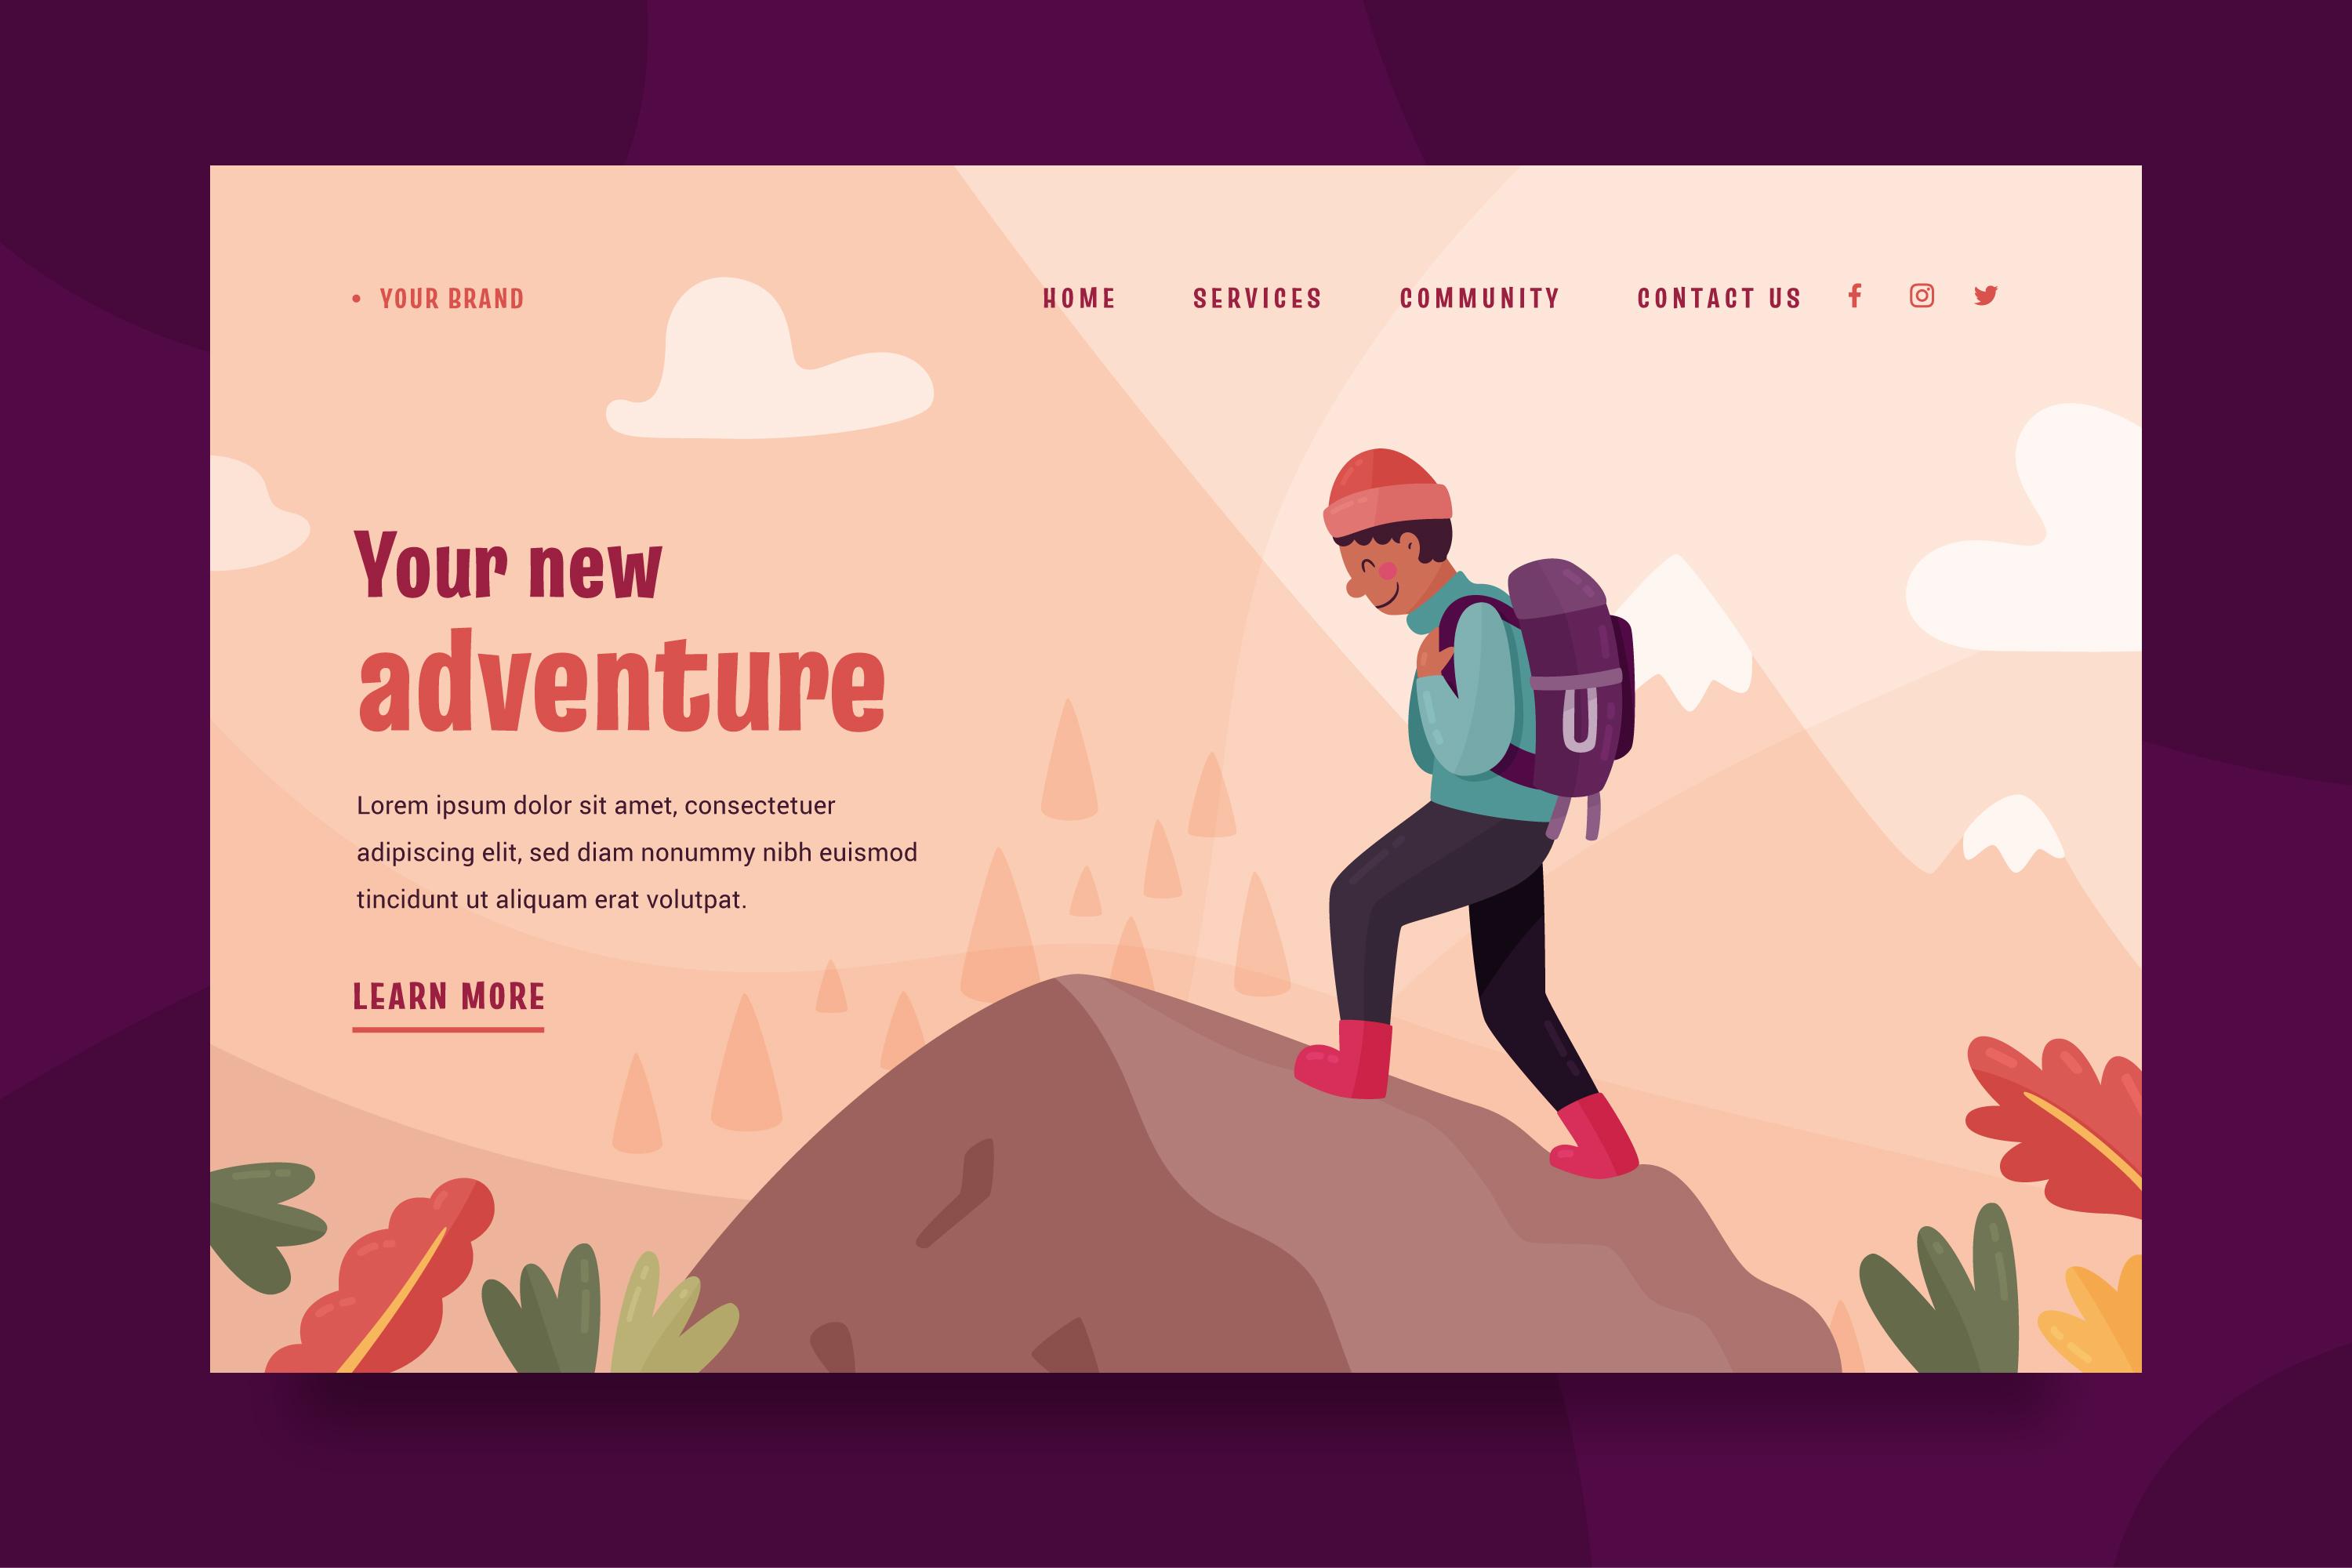 YOUR BRAND
HOME SERVICES COMMUNITY CONTACT US
Your new
adventure
Lorem ipsum dolor sit amet, consectetuer
adipiscing elit, sed diam nonummy nibh euismod
tincidunt ut aliquam erat volutpat.
LEARN MORE